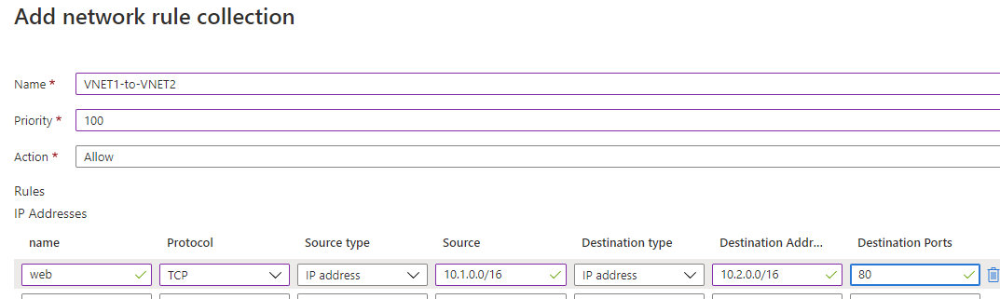 Add network rule collection
Name * VNET1-to-VNET2
Priority * 100
Action * Allow
Rules
IP Addresses
name Protocol Source type Source Destination type Destination Addr... Destination Ports
web TCP IP address 10.1.0.0/16 IP address 10.2.0.0/16 80